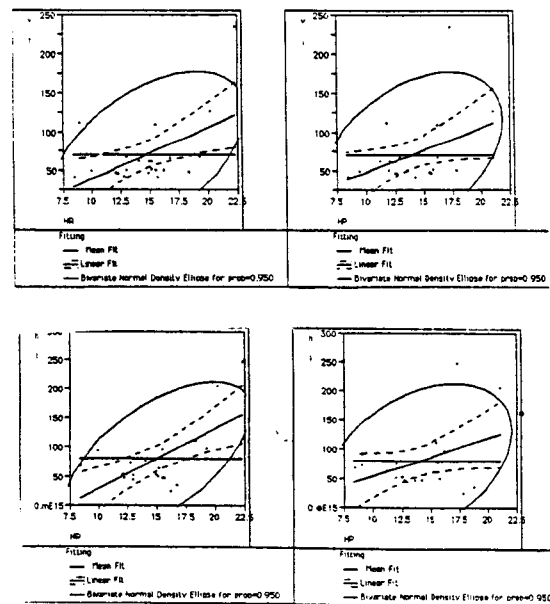 v 250 v 250
t t
200 200
150 150
100 100
50 50
7.5 10 12.5 15 17.5 20 22.5 7.5 10 12.5 15 17.5 20 22.5
HR HP
Fitting Fitting
Mean Fit Mean Fit
Linear Fit Linear Fit
Bivariate Normal Density Ellipse for prob=0.950 Bivariate Normal Density Ellipse for prob=0.950
h 300 h 300
250 250
200 200
150 150
100 100
50 50
0.mE15 0.eE15
7.5 10 12.5 15 17.5 20 22.5 7.5 10 12.5 15 17.5 20 22.5
HP HP
Fitting Fitting
Mean Fit Mean Fit
Linear Fit Linear Fit
Bivariate Normal Density Ellipse for prob=0.950 Bivariate Normal Density Ellipse for prob=0.950